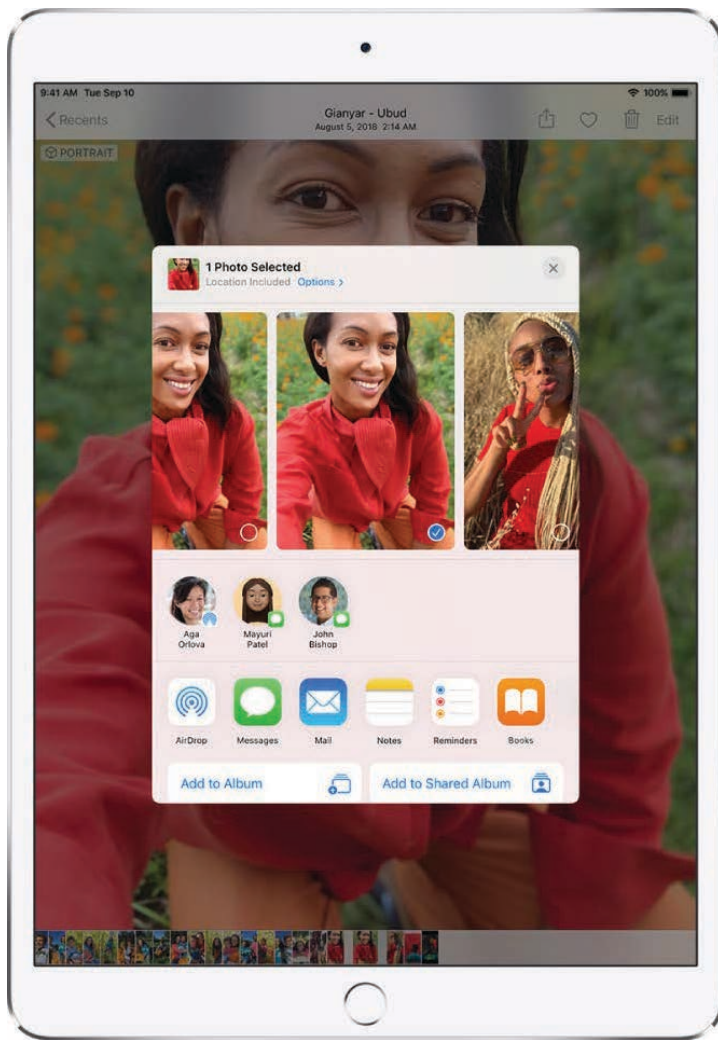 9:41 AM Tue Sep 10
100%
Recents
Gianyar - Ubud
August 5, 2018 2:14 AM
Edit
PORTRAIT
1 Photo Selected
Location Included Options >
Aga
Orlova
Mayuri
Patel
John
Bishop
AirDrop
Messages
Mail
Notes
Reminders
Books
Add to Album
Add to Shared Album